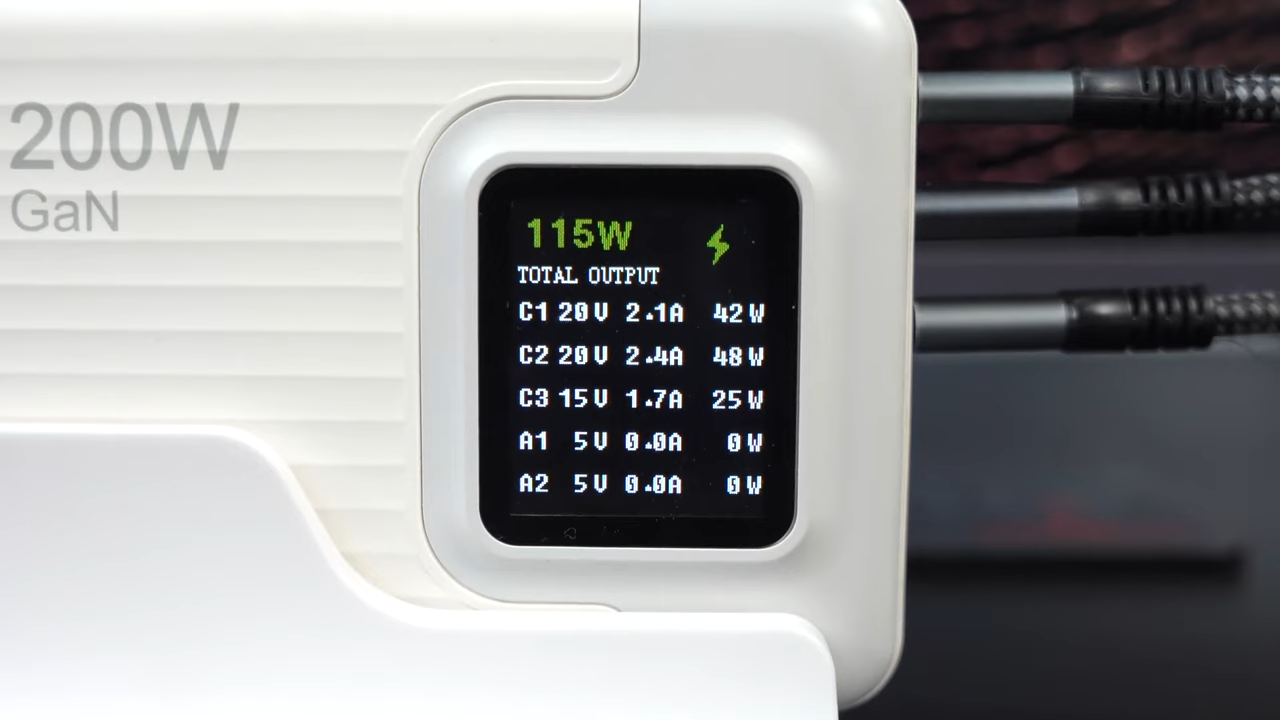 200W
GaN
115W
TOTAL OUTPUT
C1 20V 2.1A 42W
C2 20V 2.4A 48W
C3 15V 1.7A 25W
A1 5V 0.0A 0W
A2 5V 0.0A 0W